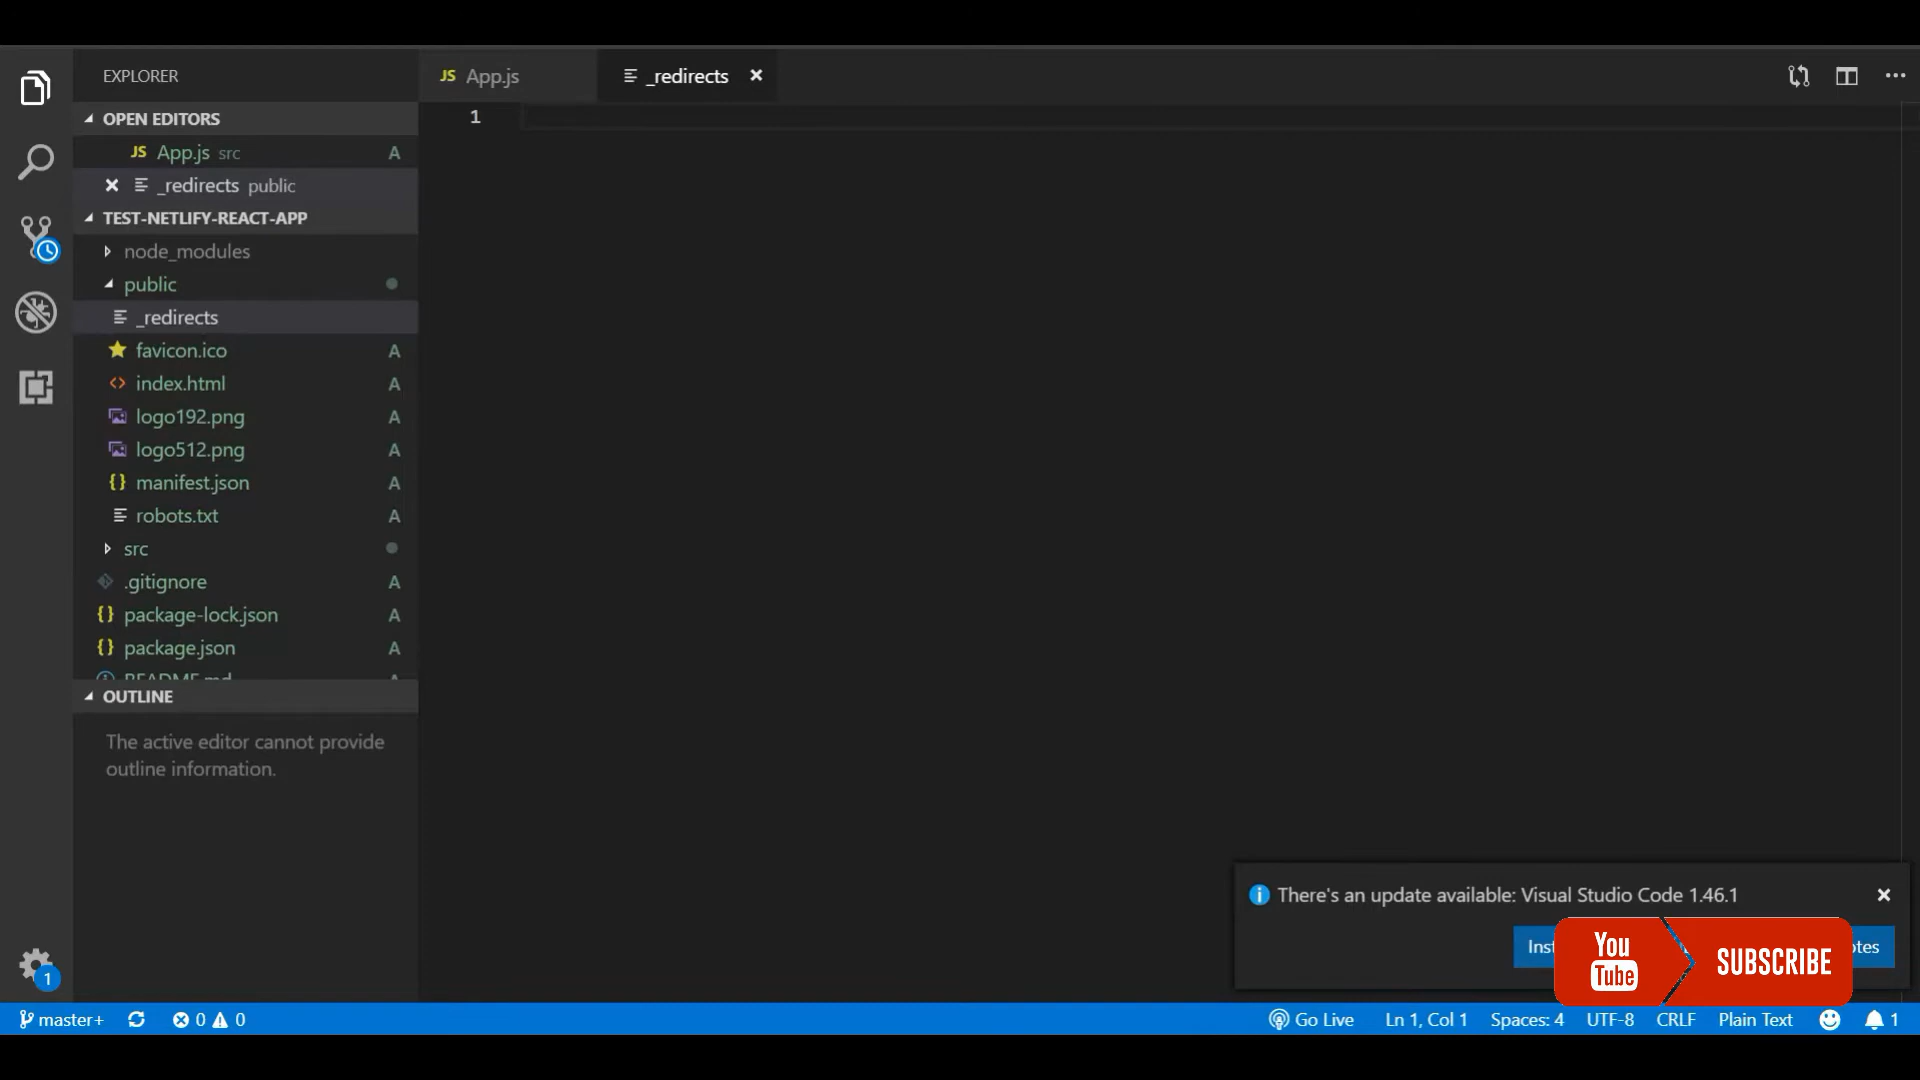 EXPLORER
OPEN EDITORS
JS App.js src A
_redirects public
TEST-NETLIFY-REACT-APP
node_modules
public
_redirects
favicon.ico A
index.html A
logo192.png A
logo512.png A
manifest.json A
robots.txt A
src
.gitignore A
package-lock.json A
package.json A
README.md A
OUTLINE
The active editor cannot provide
outline information.
JS App.js
_redirects
1
There's an update available: Visual Studio Code 1.46.1
You
Tube
SUBSCRIBE
1
master+
0 0
Go Live
Ln 1, Col 1
Spaces: 4
UTF-8
CRLF
Plain Text
1